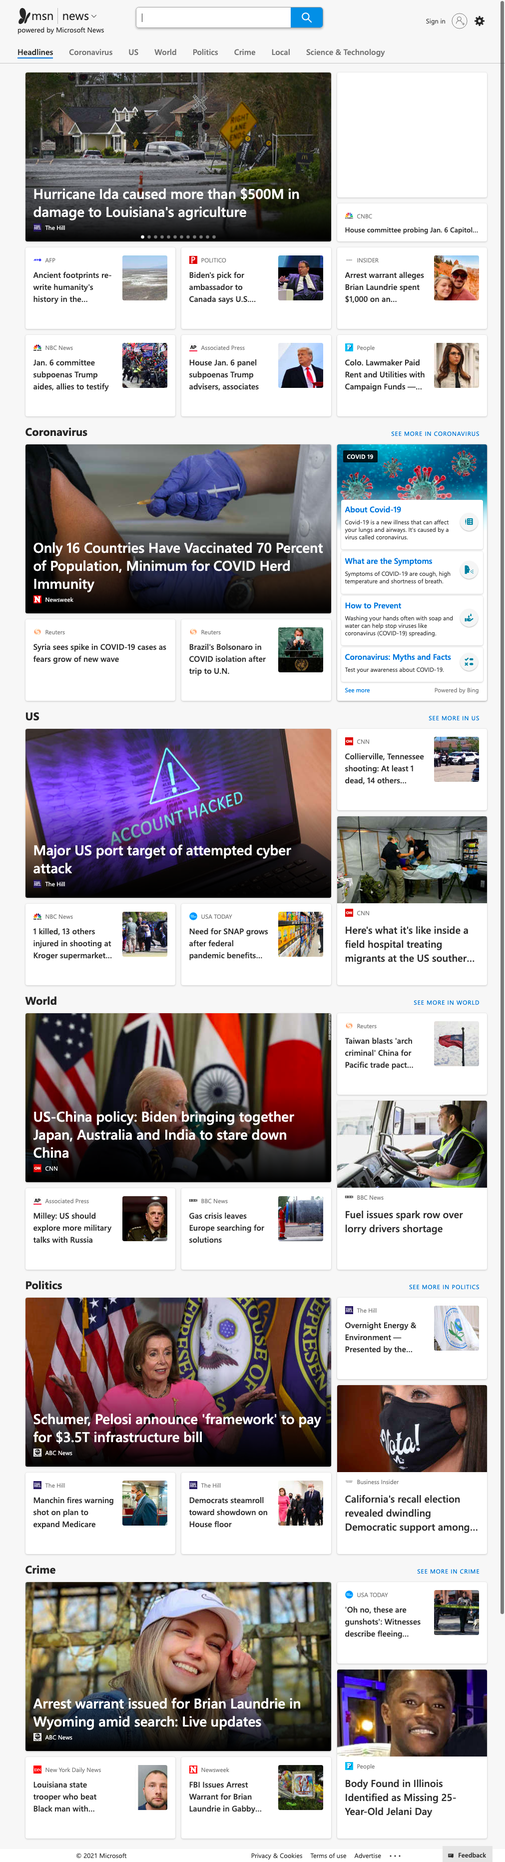 msn | news
powered by Microsoft News
Sign in
Headlines Coronavirus US World Politics Crime Local Science & Technology
RIGHT
LANE
ENDS
Hurricane Ida caused more than $500M in
damage to Louisiana's agriculture
The Hill
CNBC
House committee probing Jan. 6 Capitol...
AFP
Ancient footprints re-
write humanity's
history in the...
POLITICO
Biden's pick for
ambassador to
Canada says U.S....
INSIDER
Arrest warrant alleges
Brian Laundrie spent
$1,000 on an...
NBC News
Jan. 6 committee
subpoenas Trump
aides, allies to testify
Associated Press
House Jan. 6 panel
subpoenas Trump
advisers, associates
People
Colo. Lawmaker Paid
Rent and Utilities with
Campaign Funds —...
Coronavirus
SEE MORE IN CORONAVIRUS
Only 16 Countries Have Vaccinated 70 Percent
of Population, Minimum for COVID Herd
Immunity
Newsweek
COVID 19
About Covid-19
Covid-19 is a new illness that can affect
your lungs and airways. It's caused by a
virus called coronavirus.
What are the Symptoms
Symptoms of COVID-19 are cough, high
temperature and shortness of breath.
How to Prevent
Washing your hands often with soap and
water can help stop viruses like
coronavirus (COVID-19) spreading.
Coronavirus: Myths and Facts
Test your awareness about COVID-19.
See more
Powered by Bing
Reuters
Syria sees spike in COVID-19 cases as
fears grow of new wave
Reuters
Brazil's Bolsonaro in
COVID isolation after
trip to U.N.
US
SEE MORE IN US
ACCOUNT HACKED
Major US port target of attempted cyber
attack
The Hill
CNN
Collierville, Tennessee
shooting: At least 1
dead, 14 others...
NBC News
1 killed, 13 others
injured in shooting at
Kroger supermarket...
USA TODAY
Need for SNAP grows
after federal
pandemic benefits...
CNN
Here's what it's like inside a
field hospital treating
migrants at the US souther...
World
SEE MORE IN WORLD
US-China policy: Biden bringing together
Japan, Australia and India to stare down
China
CNN
Reuters
Taiwan blasts 'arch
criminal' China for
Pacific trade pact...
Associated Press
Milley: US should
explore more military
talks with Russia
BBC News
Gas crisis leaves
Europe searching for
solutions
BBC News
Fuel issues spark row over
lorry drivers shortage
Politics
SEE MORE IN POLITICS
Schumer, Pelosi announce 'framework' to pay
for $3.5T infrastructure bill
ABC News
The Hill
Overnight Energy &
Environment —
Presented by the...
The Hill
Manchin fires warning
shot on plan to
expand Medicare
The Hill
Democrats steamroll
toward showdown on
House floor
Vota!
Business Insider
California's recall election
revealed dwindling
Democratic support among...
Crime
SEE MORE IN CRIME
Arrest warrant issued for Brian Laundrie in
Wyoming amid search: Live updates
ABC News
USA TODAY
'Oh no, these are
gunshots': Witnesses
describe fleeing...
New York Daily News
Louisiana state
trooper who beat
Black man with...
Newsweek
FBI Issues Arrest
Warrant for Brian
Laundrie in Gabby...
People
Body Found in Illinois
Identified as Missing 25-
Year-Old Jelani Day
© 2021 Microsoft
Privacy & Cookies Terms of use Advertise ...
Feedback